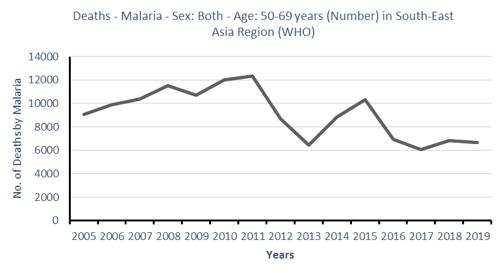 Deaths - Malaria - Sex: Both - Age: 50-69 years (Number) in South-East
Asia Region (WHO)
14000
12000
10000
8000
6000
4000
2000
0
No. of Deaths by Malaria
2005 2006 2007 2008 2009 2010 2011 2012 2013 2014 2015 2016 2017 2018 2019
Years